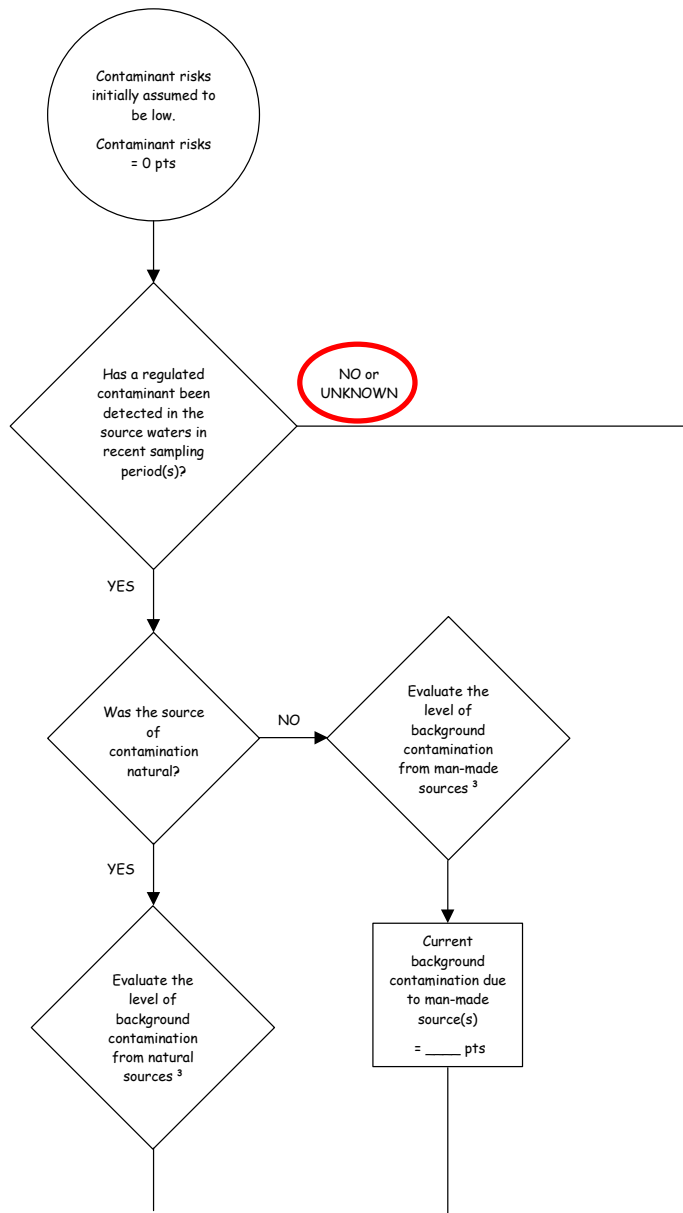 Contaminant risks
initially assumed to
be low.
Contaminant risks
= 0 pts
Has a regulated
contaminant been
detected in the
source waters in
recent sampling
period(s)?
NO or
UNKNOWN
YES
Was the source
of
contamination
natural?
NO
Evaluate the
level of
background
contamination
from man-made
sources ³
YES
Evaluate the
level of
background
contamination
from natural
sources ³
Current
background
contamination due
to man-made
source(s)
= ____ pts